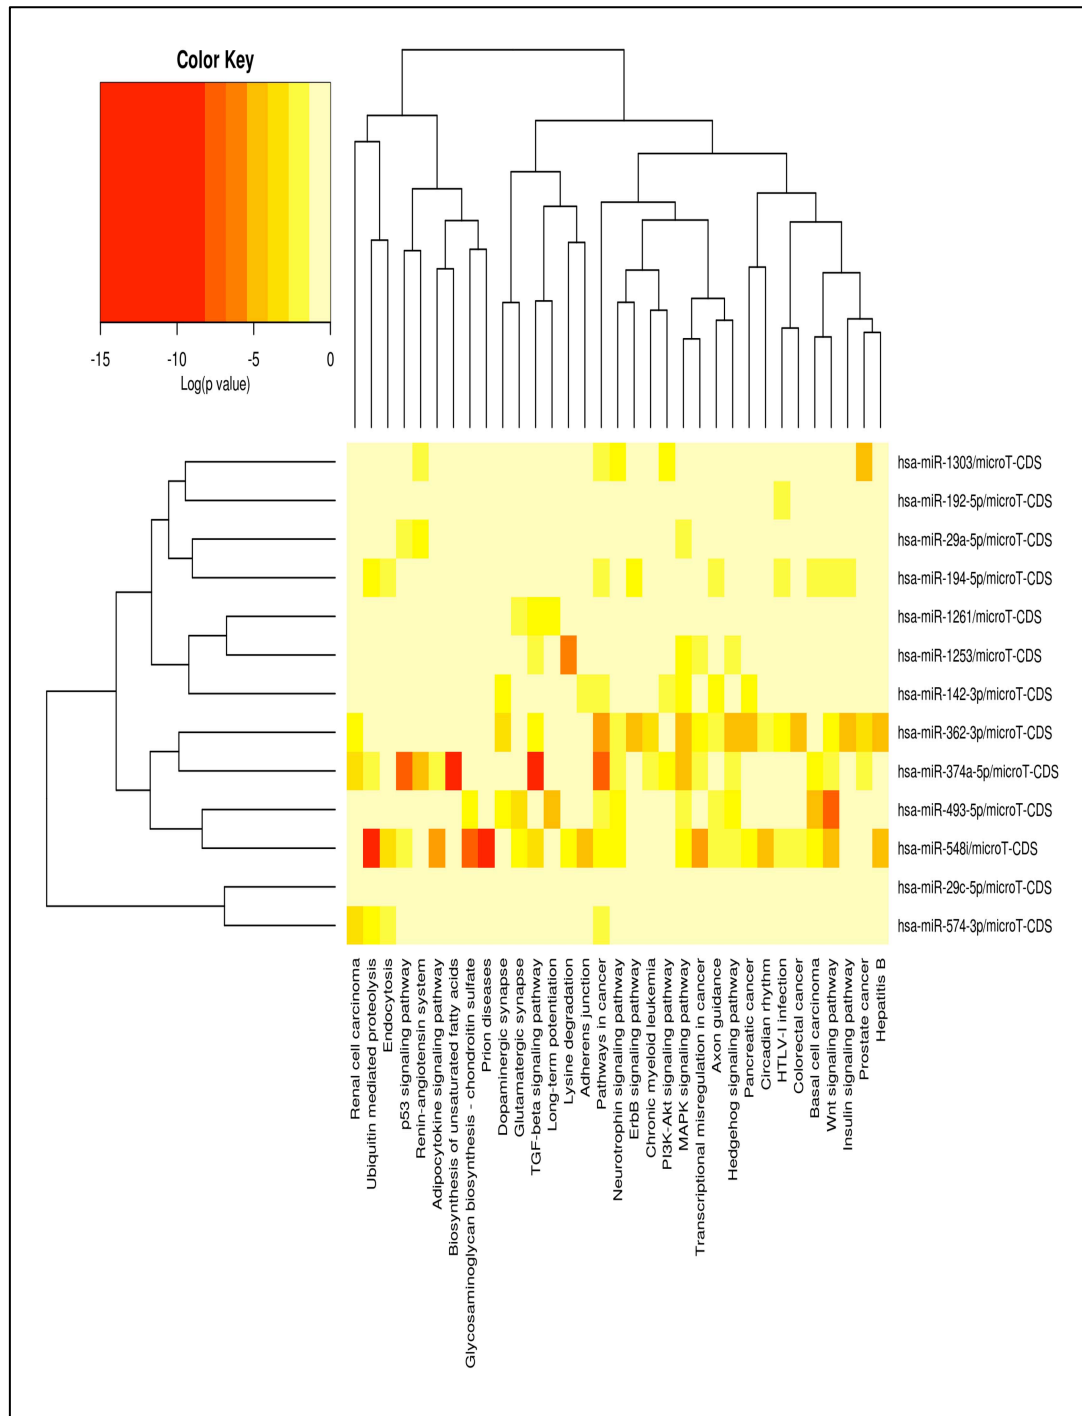 Color Key
-15 -10 -5 0
Log(p value)
hsa-miR-1303/microT-CDS
hsa-miR-192-5p/microT-CDS
hsa-miR-29a-5p/microT-CDS
hsa-miR-194-5p/microT-CDS
hsa-miR-1261/microT-CDS
hsa-miR-1253/microT-CDS
hsa-miR-142-3p/microT-CDS
hsa-miR-362-3p/microT-CDS
hsa-miR-374a-5p/microT-CDS
hsa-miR-493-5p/microT-CDS
hsa-miR-548i/microT-CDS
hsa-miR-29c-5p/microT-CDS
hsa-miR-574-3p/microT-CDS
Renal cell carcinoma
Ubiquitin mediated proteolysis
Endocytosis
p53 signaling pathway
Renin-angiotensin system
Adipocytokine signaling pathway
Biosynthesis of unsaturated fatty acids
Glycosaminoglycan biosynthesis - chondroitin sulfate
Prion diseases
Dopaminergic synapse
Glutamatergic synapse
TGF-beta signaling pathway
Long-term potentiation
Lysine degradation
Adherens junction
Pathways in cancer
Neurotrophin signaling pathway
ErbB signaling pathway
Chronic myeloid leukemia
PI3K-Akt signaling pathway
MAPK signaling pathway
Transcriptional misregulation in cancer
Axon guidance
Hedgehog signaling pathway
Pancreatic cancer
Circadian rhythm
HTLV-I infection
Colorectal cancer
Basal cell carcinoma
Wnt signaling pathway
Insulin signaling pathway
Prostate cancer
Hepatitis B